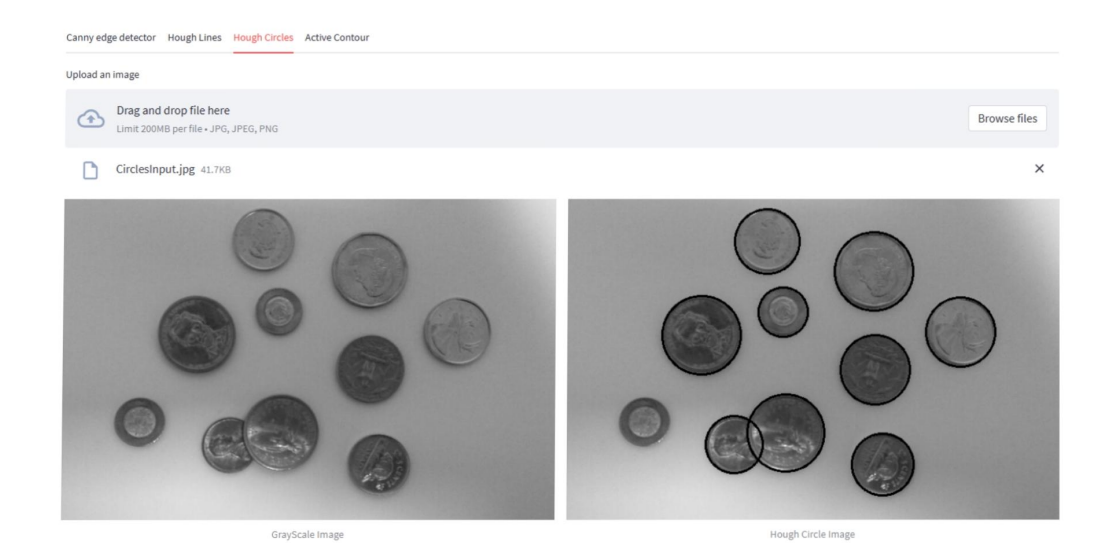 Canny edge detector Hough Lines Hough Circles Active Contour
Upload an image
Drag and drop file here
Limit 200MB per file • JPG, JPEG, PNG
Browse files
CirclesInput.jpg 41.7KB
GrayScale Image
Hough Circle Image